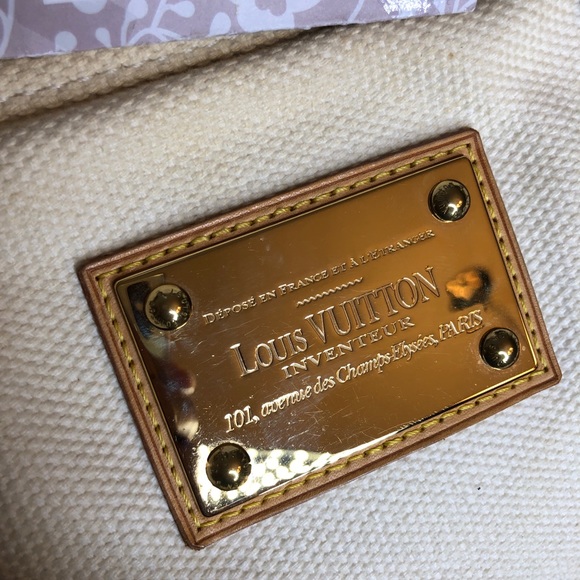 DÉPOSÉ EN FRANCE ET À L'ÉTRANGER
LOUIS VUITTON
INVENTEUR
101, avenue des Champs-Elysées, PARIS